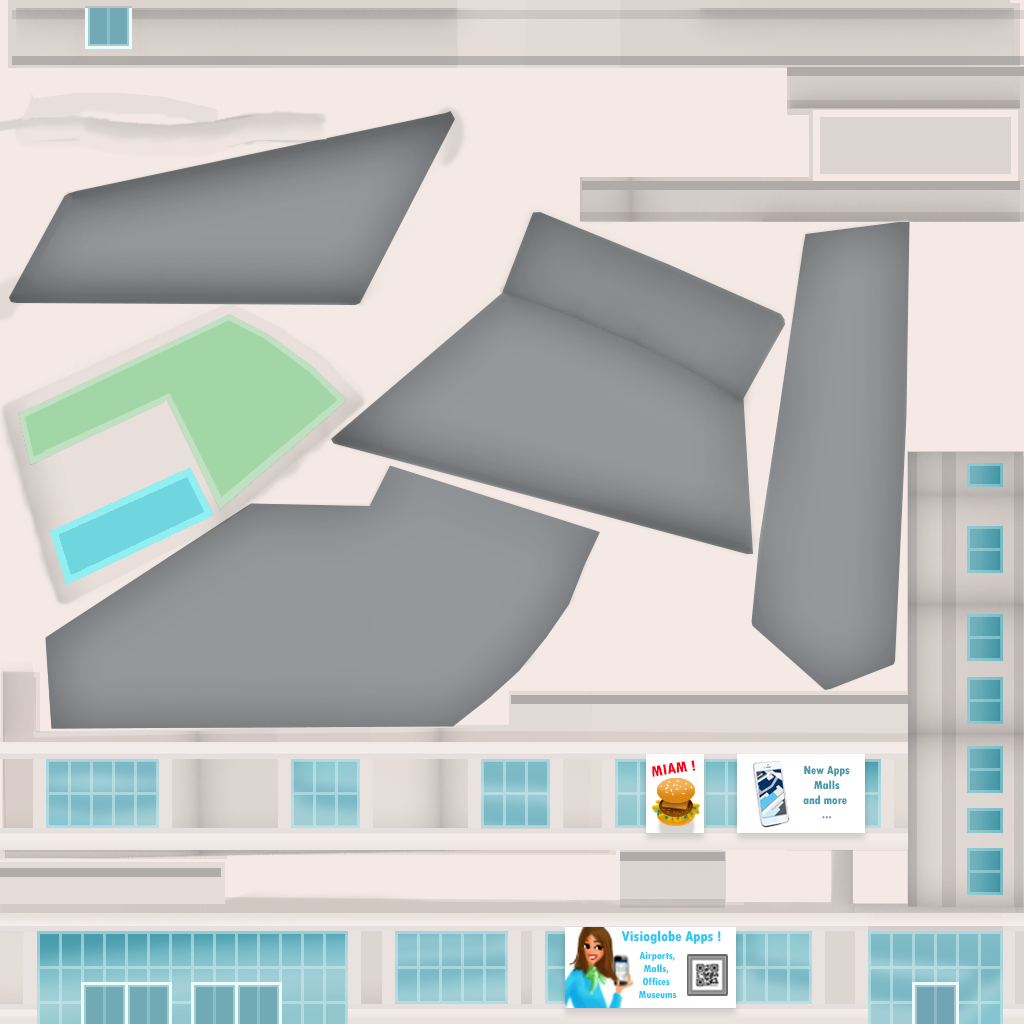 MIAM !
New Apps
Malls
and more
...
Visioglobe Apps !
Airports,
Malls,
Offices
Museums